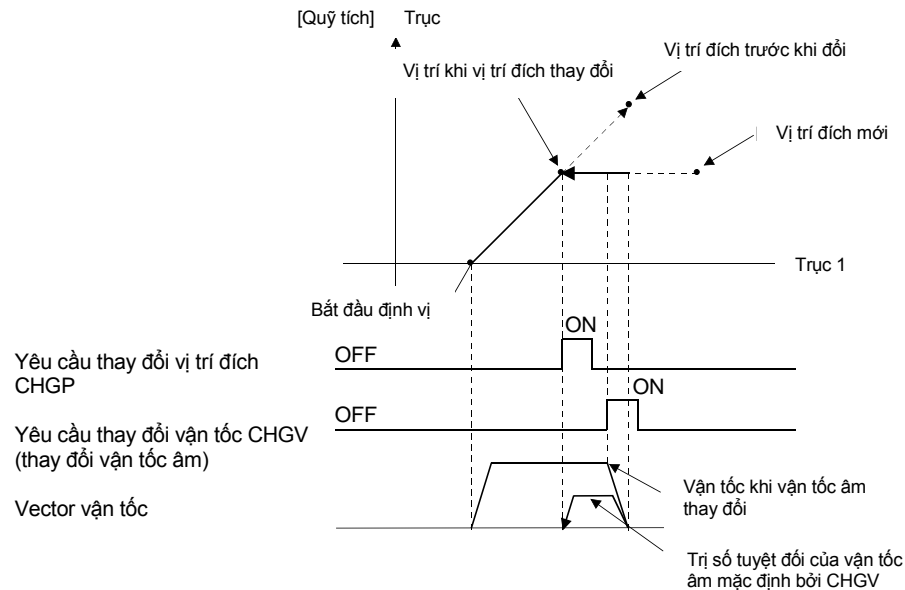 [Quỹ tích] Trục
Vị trí đích trước khi đổi
Vị trí khi vị trí đích thay đổi
Vị trí đích mới
Trục 1
Bắt đầu định vị
ON
OFF
Yêu cầu thay đổi vị trí đích
CHGP
ON
OFF
Yêu cầu thay đổi vận tốc CHGV
(thay đổi vận tốc âm)
Vận tốc khi vận tốc âm
thay đổi
Vector vận tốc
Trị số tuyệt đối của vận tốc
âm mặc định bởi CHGV